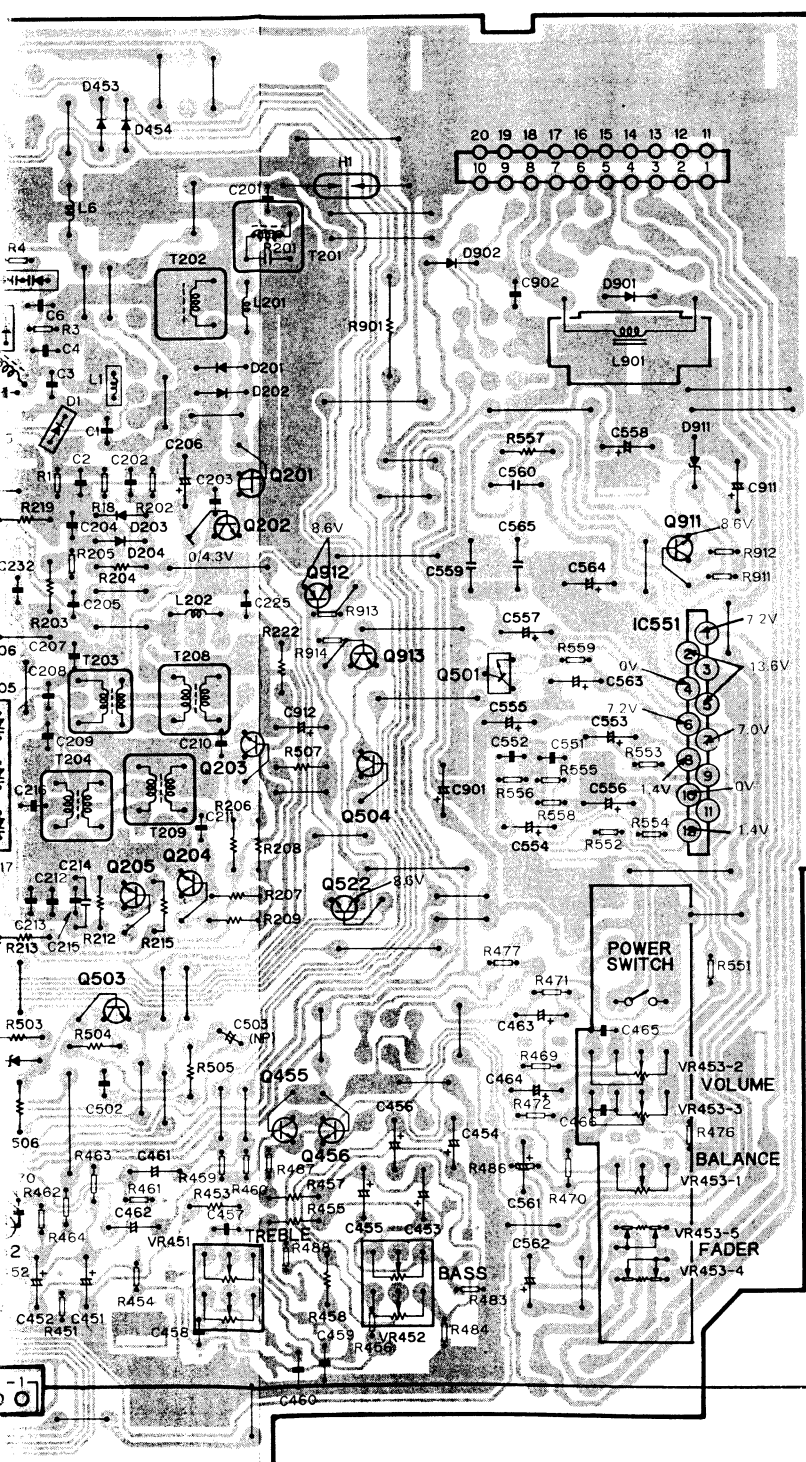 D453
D454
20 19 18 17 16 15 14 13 12 11
10 9 8 7 6 5 4 3 2 1
H1
C201
L6
R201
T201
R4
T202
D902
C902
D901
L201
C6
R3
R901
C4
L901
C3
L1
D201
D202
D1
C1
C206
R557
C558
D911
R1
C2
C202
C203
Q201
C560
C911
R219
C204
R18
R202
D203
Q202
8.6V
C565
Q911
8.6V
R205
D204
0/4.3V
R912
C232
R204
Q912
C559
C564
R911
R203
C205
L202
C225
R913
C207
R222
C557
IC551
7.2V
06
C208
T203
T208
R914
Q913
Q501
R559
0V
13.6V
05
C563
C209
C210
C912
C555
C553
7.2V
7.0V
T204
Q203
R507
C552
C551
R553
C216
R206
C901
R556
R555
C556
1.4V
0V
T209
C211
Q504
R558
17
R208
C554
R552
R554
1.4V
C214
Q205
Q204
C212
R207
Q522
8.6V
C213
R213
C215
R212
R215
R209
POWER
SWITCH
R477
R551
Q503
R471
R503
R504
C503
(NP)
C463
C465
R505
Q455
R469
VR453-2
VOLUME
C502
C464
R472
C466
VR453-3
506
C456
C454
R476
Q456
BALANCE
R463
C461
R459
R460
R487
R457
R486
R470
VR453-1
R462
R461
R453
R455
C561
R464
C462
C457
C455
C453
VR453-5
VR451
TREBLE
R488
C562
FADER
VR453-4
BASS
52
R454
R483
C452
R451
C451
C458
R458
C459
VR452
R456
R484
C460
-1